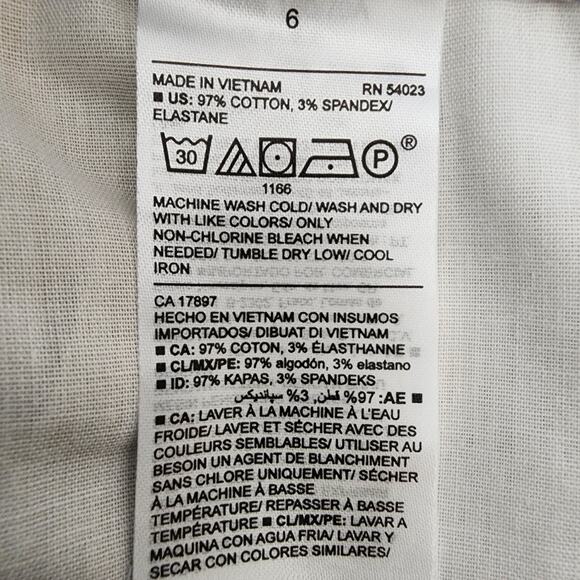 6
MADE IN VIETNAM RN 54023
■ US: 97% COTTON, 3% SPANDEX/
ELASTANE
30 P ®
1166
MACHINE WASH COLD/ WASH AND DRY
WITH LIKE COLORS/ ONLY
NON-CHLORINE BLEACH WHEN
NEEDED/ TUMBLE DRY LOW/ COOL
IRON
CA 17897
HECHO EN VIETNAM CON INSUMOS
IMPORTADOS/ DIBUAT DI VIETNAM
■ CA: 97% COTON, 3% ÉLASTHANNE
■ CL/MX/PE: 97% algodón, 3% elastano
■ ID: 97% KAPAS, 3% SPANDEKS
■ AE: 97% قطن, 3% سپانديكس
■ CA: LAVER À LA MACHINE À L'EAU
FROIDE/ LAVER ET SÉCHER AVEC DES
COULEURS SEMBLABLES/ UTILISER AU
BESOIN UN AGENT DE BLANCHIMENT
SANS CHLORE UNIQUEMENT/ SÉCHER
À LA MACHINE À BASSE
TEMPÉRATURE/ REPASSER À BASSE
TEMPÉRATURE ■ CL/MX/PE: LAVAR A
MAQUINA CON AGUA FRIA/ LAVAR Y
SECAR CON COLORES SIMILARES/